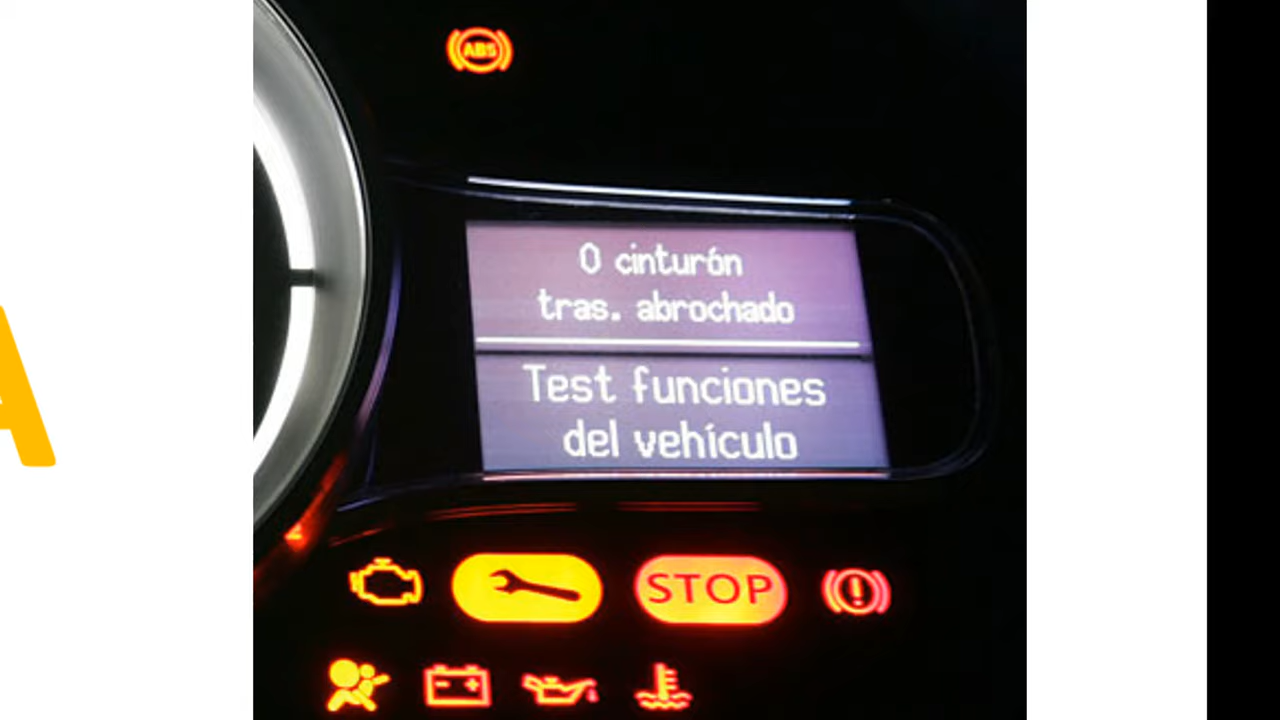 ABS
0 cinturón
tras. abrochado
Test funciones
del vehículo
STOP
A